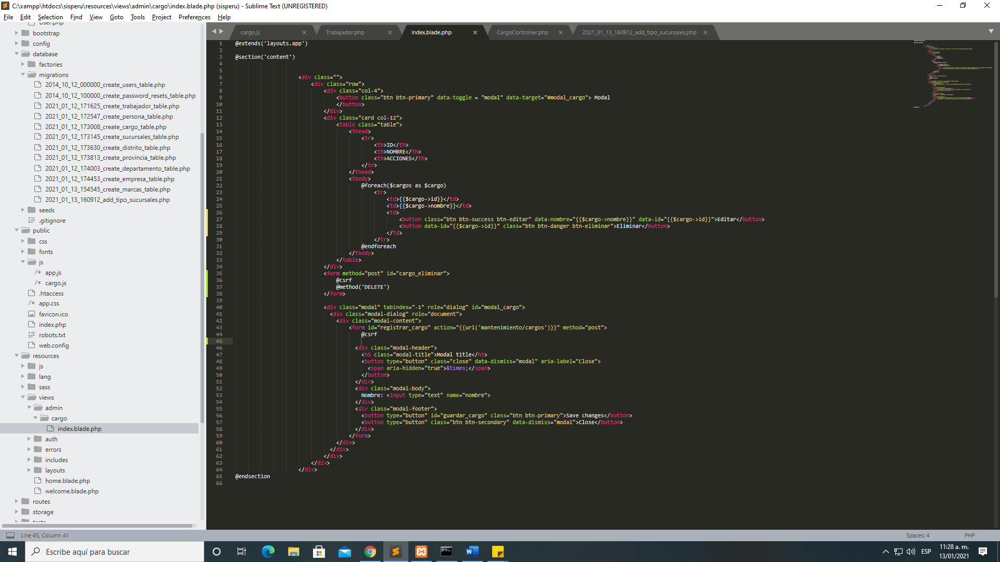 C:\xampp\htdocs\sisperu\resources\views\admin\cargo\index.blade.php (sisperu) - Sublime Text (UNREGISTERED)
File Edit Selection Find View Goto Tools Project Preferences Help
User.php
bootstrap
config
database
factories
migrations
2014_10_12_000000_create_users_table.php
2014_10_12_100000_create_password_resets_table.php
2021_01_12_171625_create_trabajador_table.php
2021_01_12_172547_create_persona_table.php
2021_01_12_173008_create_cargo_table.php
2021_01_12_173145_create_sucursales_table.php
2021_01_12_173630_create_distrito_table.php
2021_01_12_173813_create_provincia_table.php
2021_01_12_174003_create_departamento_table.php
2021_01_12_174453_create_empresa_table.php
2021_01_13_154545_create_marcas_table.php
2021_01_13_160912_add_tipo_sucursales.php
seeds
.gitignore
public
css
fonts
js
/* app.js
/* cargo.js
.htaccess
/* app.css
favicon.ico
index.php
robots.txt
web.config
resources
js
lang
sass
views
admin
cargo
index.blade.php
auth
errors
includes
layouts
home.blade.php
welcome.blade.php
routes
storage
tests
cargo.js × Trabajador.php × index.blade.php × CargoController.php × 2021_01_13_160912_add_tipo_sucursales.php ×
1 @extends('layouts.app')
2
3 @section('content')
4
5
6 <div class="">
7 <div class="row">
8 <div class="col-4">
9 <button class="btn btn-primary" data-toggle = "modal" data-target="#modal_cargo"> Modal
10 </button>
11 </div>
12 <div class="card col-12">
13 <table class="table">
14 <thead>
15 <tr>
16 <th>ID</th>
17 <th>NOMBRE</th>
18 <th>ACCIONES</th>
19 </tr>
20 </thead>
21 <tbody>
22 @foreach($cargos as $cargo)
23 <tr>
24 <td>{{$cargo->id}}</td>
25 <td>{{$cargo->nombre}}</td>
26 <td>
27 <button class="btn btn-success btn-editar" data-nombre="{{$cargo->nombre}}" data-id="{{$cargo->id}}">Editar</button>
28 <button data-id="{{$cargo->id}}" class="btn btn-danger btn-eliminar">Eliminar</button>
29 </td>
30 </tr>
31 @endforeach
32 </tbody>
33 </table>
34 </div>
35 <form method="post" id="cargo_eliminar">
36 @csrf
37 @method('DELETE')
38 </form>
39
40 <div class="modal" tabindex="-1" role="dialog" id="modal_cargo">
41 <div class="modal-dialog" role="document">
42 <div class="modal-content">
43 <form id="registrar_cargo" action="{{url('mantenimiento/cargos')}}" method="post">
44 @csrf
45
46 <div class="modal-header">
47 <h5 class="modal-title">Modal title</h5>
48 <button type="button" class="close" data-dismiss="modal" aria-label="Close">
49 <span aria-hidden="true">&times;</span>
50 </button>
51 </div>
52 <div class="modal-body">
53 Nombre: <input type="text" name="nombre">
54 </div>
55 <div class="modal-footer">
56 <button type="button" id="guardar_cargo" class="btn btn-primary">Save changes</button>
57 <button type="button" class="btn btn-secondary" data-dismiss="modal">Close</button>
58 </div>
59 </form>
60 </div>
61 </div>
62 </div>
63 </div>
64 </div>
65 @endsection
66
Line 45, Column 41 Spaces: 4 PHP
Escribe aquí para buscar
ESP
11:28 a. m.
13/01/2021